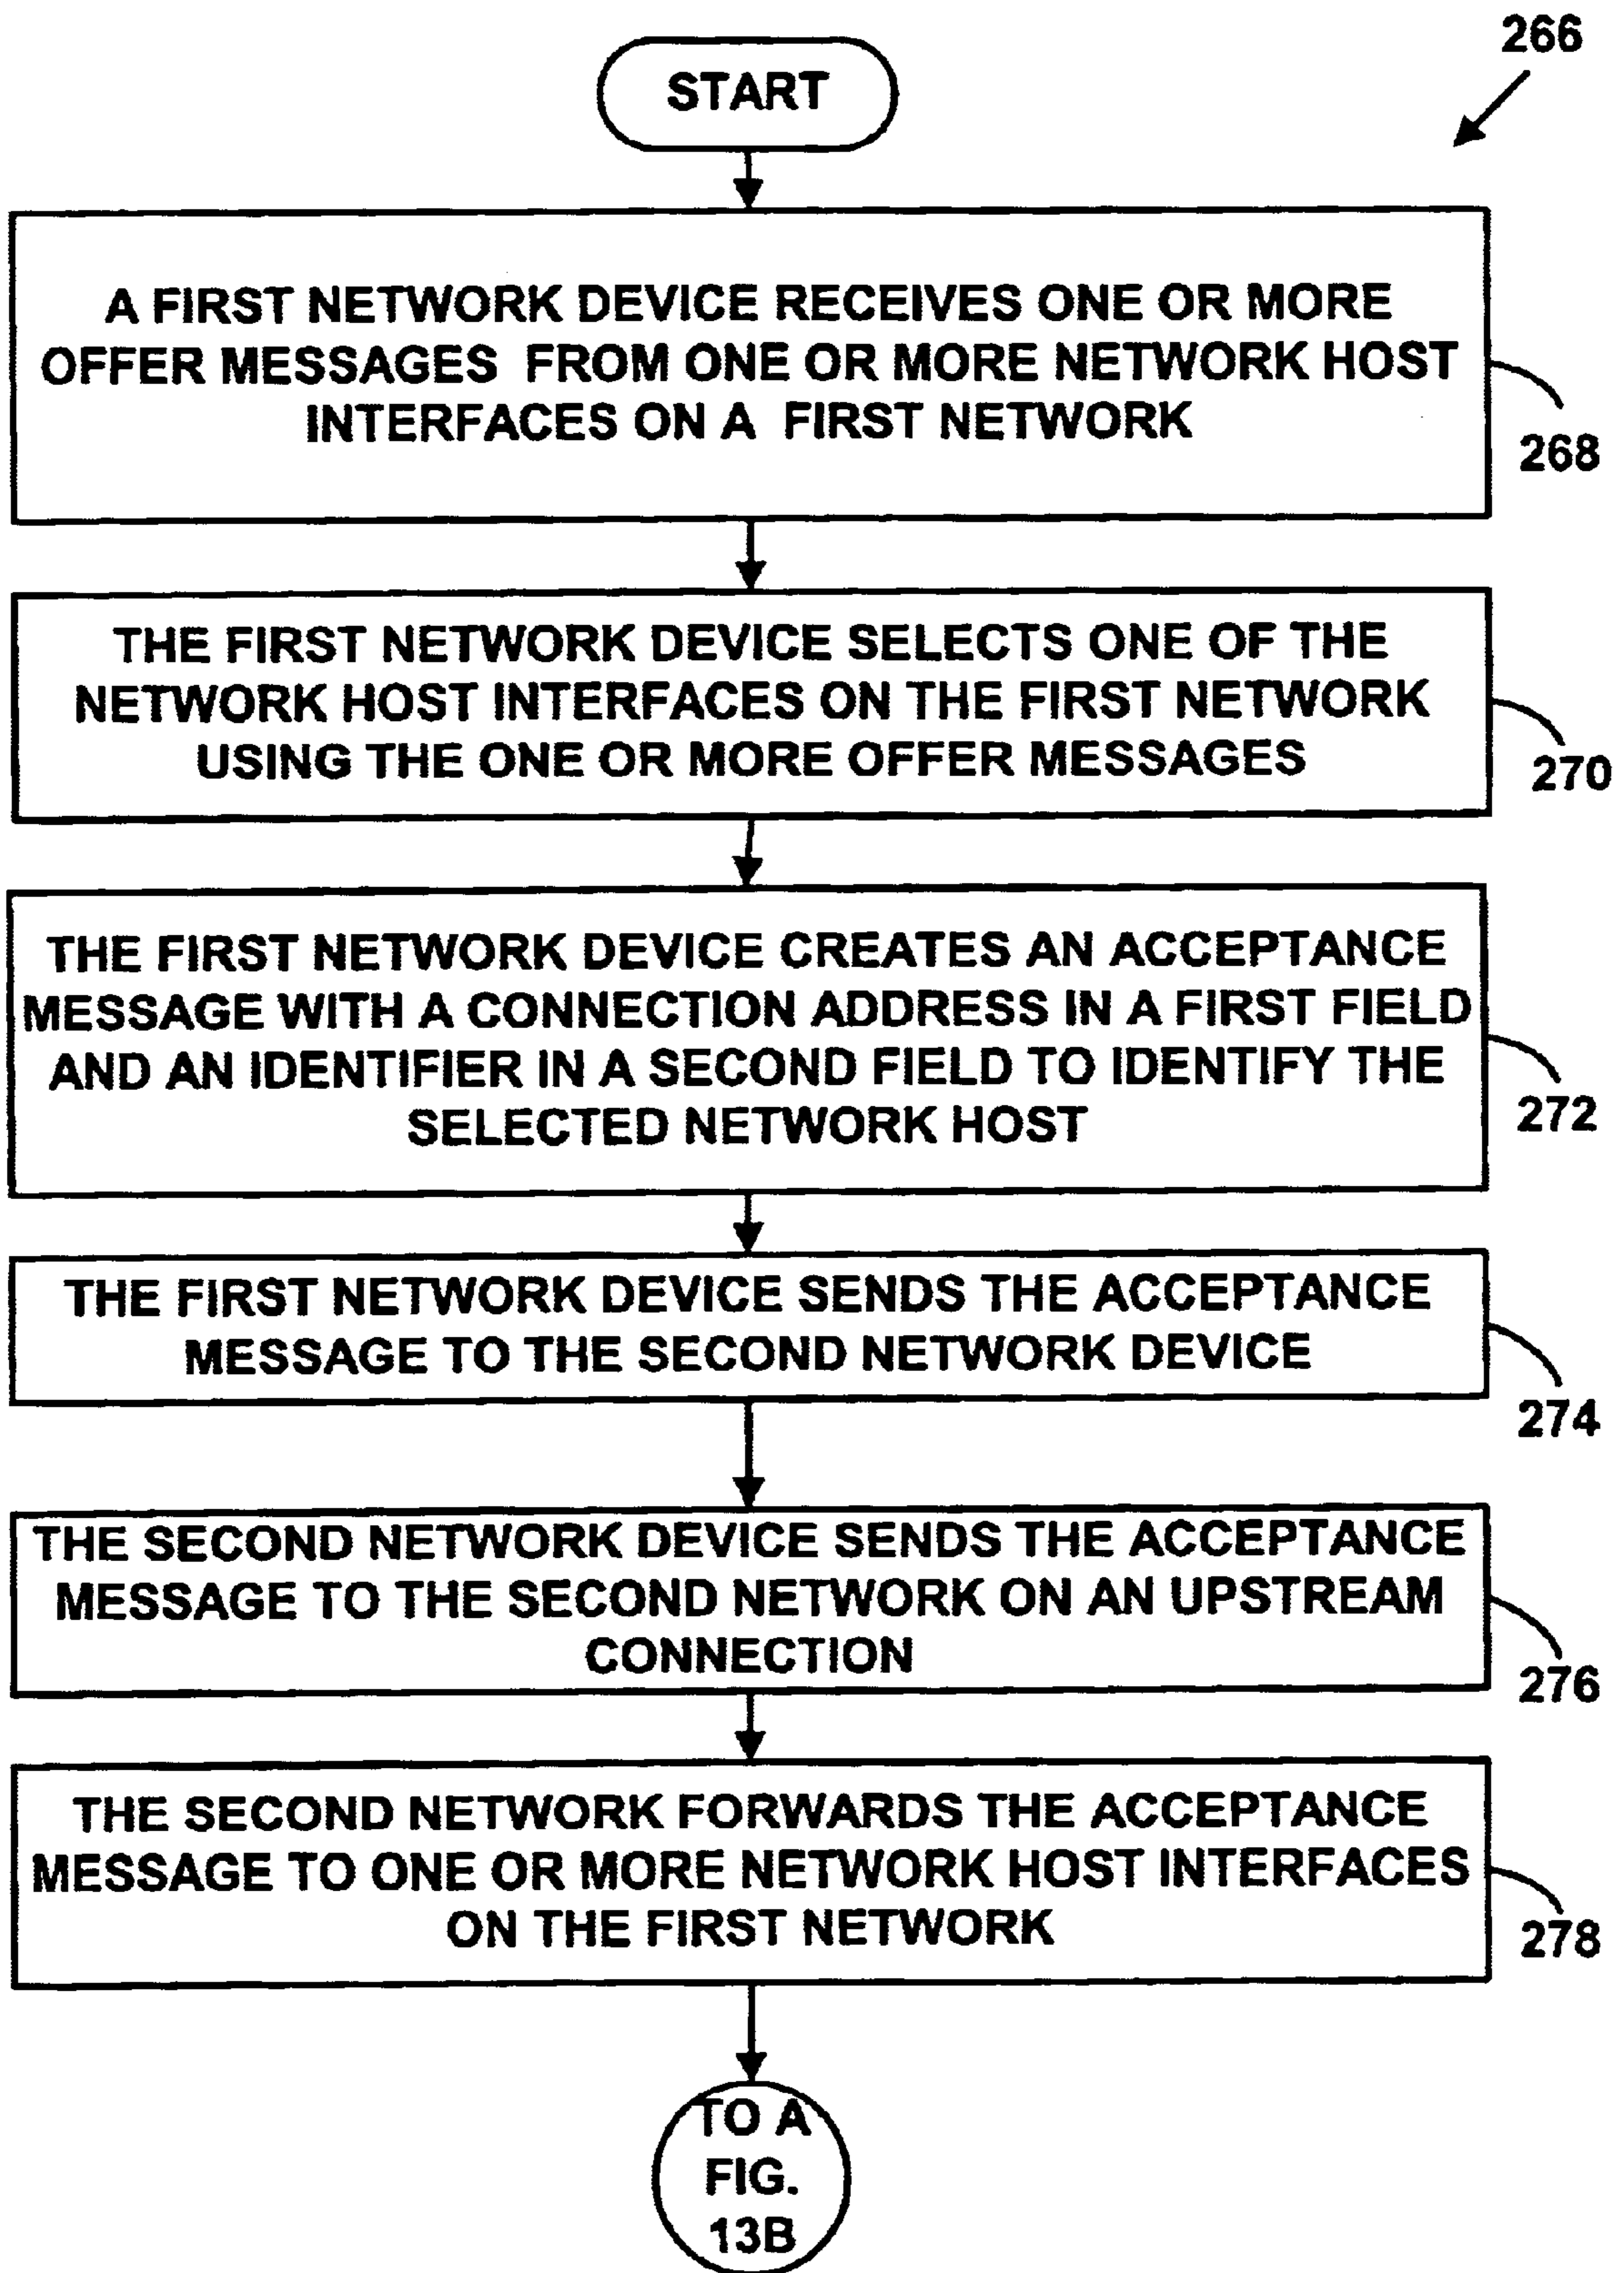 266
START
A FIRST NETWORK DEVICE RECEIVES ONE OR MORE
OFFER MESSAGES FROM ONE OR MORE NETWORK HOST
INTERFACES ON A FIRST NETWORK
268
THE FIRST NETWORK DEVICE SELECTS ONE OF THE
NETWORK HOST INTERFACES ON THE FIRST NETWORK
USING THE ONE OR MORE OFFER MESSAGES
270
THE FIRST NETWORK DEVICE CREATES AN ACCEPTANCE
MESSAGE WITH A CONNECTION ADDRESS IN A FIRST FIELD
AND AN IDENTIFIER IN A SECOND FIELD TO IDENTIFY THE
SELECTED NETWORK HOST
272
THE FIRST NETWORK DEVICE SENDS THE ACCEPTANCE
MESSAGE TO THE SECOND NETWORK DEVICE
274
THE SECOND NETWORK DEVICE SENDS THE ACCEPTANCE
MESSAGE TO THE SECOND NETWORK ON AN UPSTREAM
CONNECTION
276
THE SECOND NETWORK FORWARDS THE ACCEPTANCE
MESSAGE TO ONE OR MORE NETWORK HOST INTERFACES
ON THE FIRST NETWORK
278
TO A
FIG.
13B